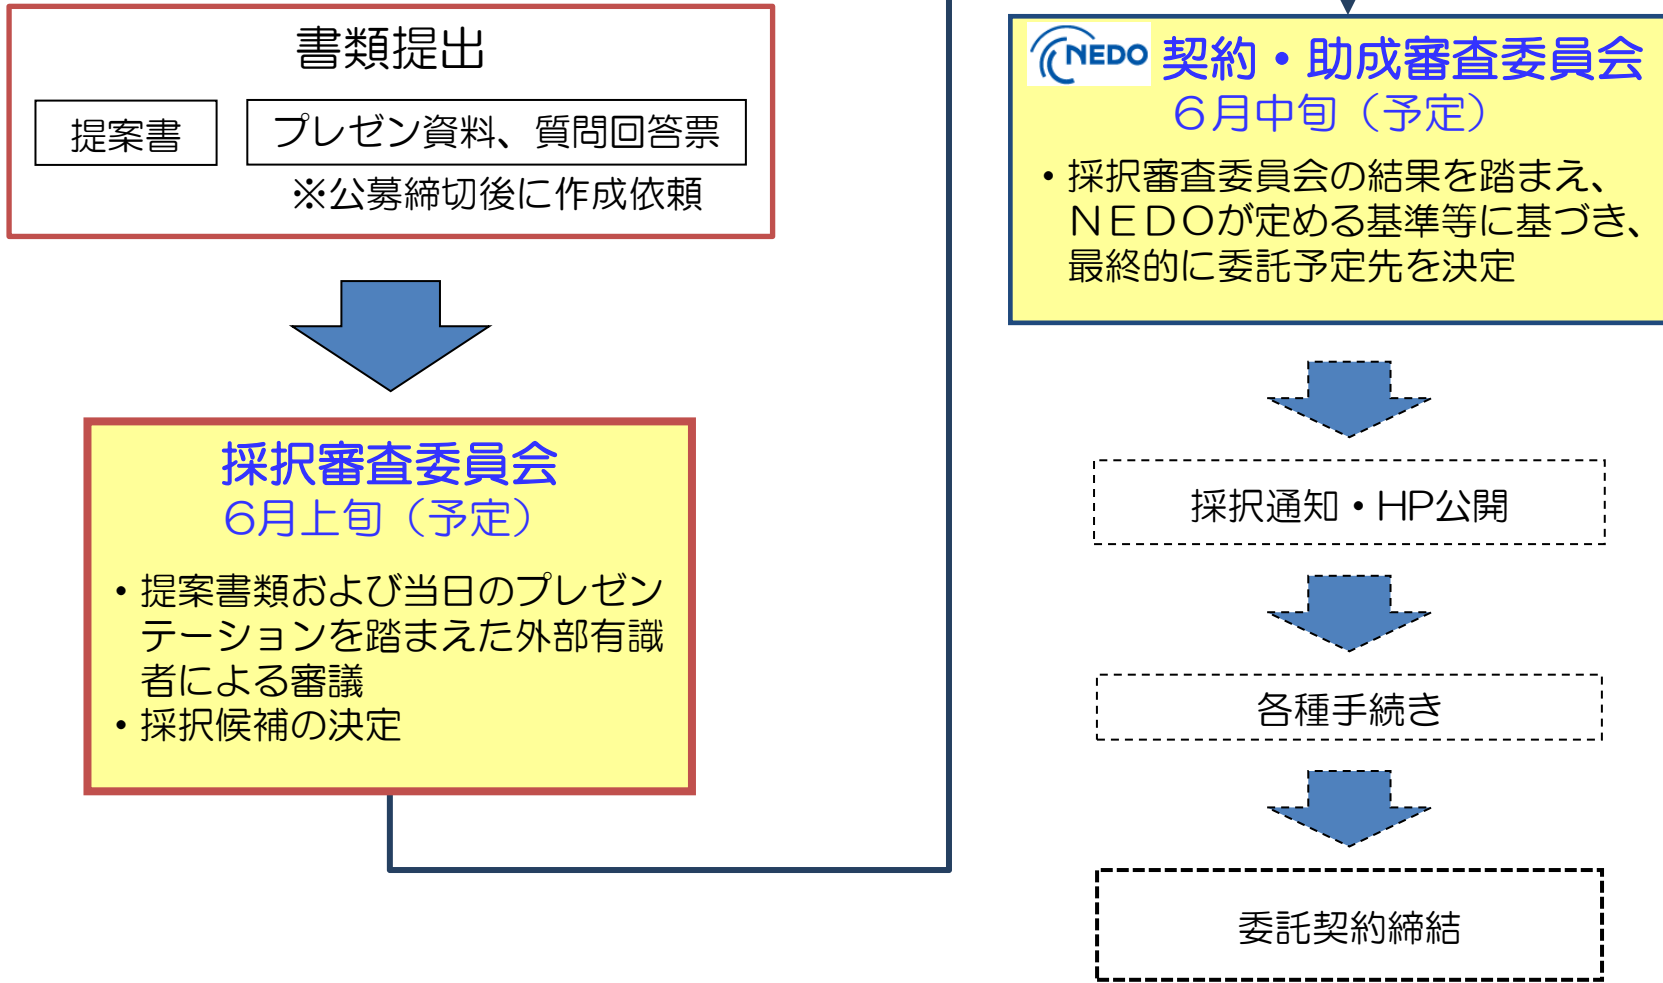 書類提出
提案書
プレゼン資料、質問回答票
※公募締切後に作成依頼
採択審査委員会
6月上旬（予定）
・提案書類および当日のプレゼン
テーションを踏まえた外部有識
者による審議
・採択候補の決定
NEDO 契約・助成審査委員会
６月中旬（予定）
・採択審査委員会の結果を踏まえ、
ＮＥＤＯが定める基準等に基づき、
最終的に委託予定先を決定
採択通知・HP公開
各種手続き
委託契約締結